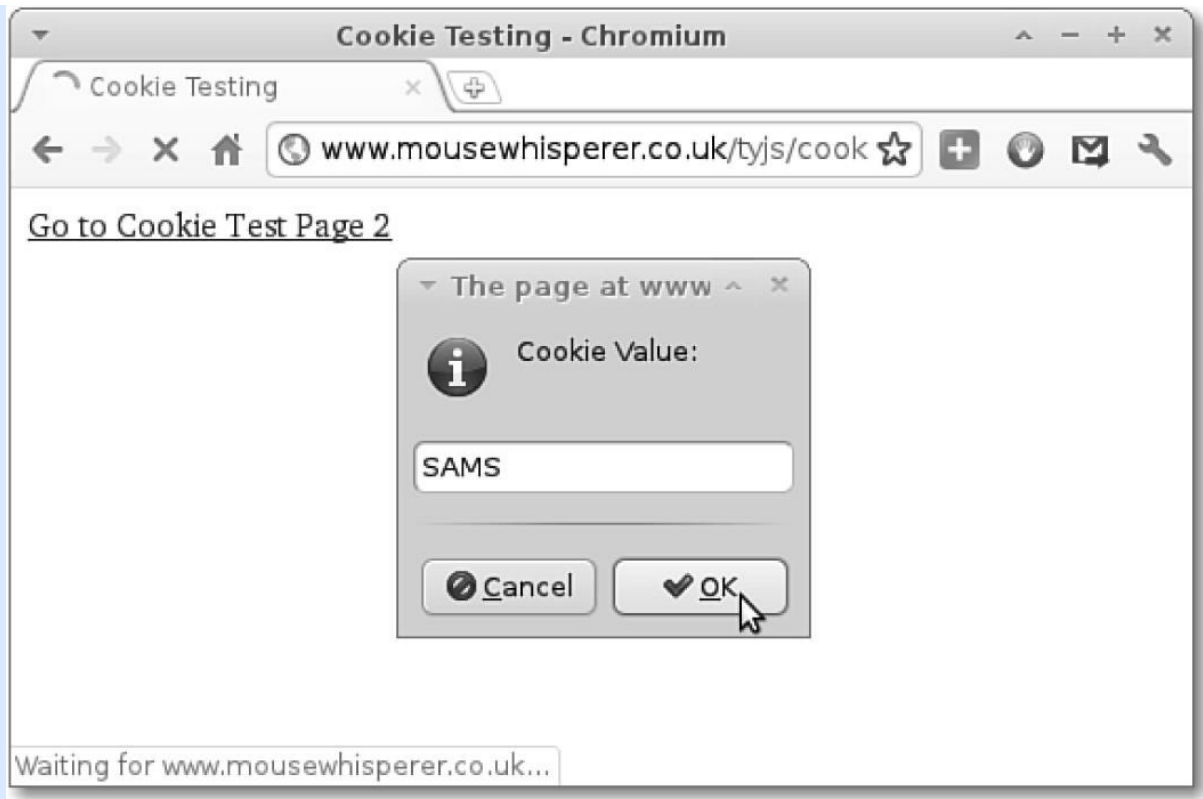 Cookie Testing - Chromium
Cookie Testing
www.mousewhisperer.co.uk/tyjs/cook
Go to Cookie Test Page 2
The page at www
Cookie Value:
SAMS
Cancel
OK
Waiting for www.mousewhisperer.co.uk...